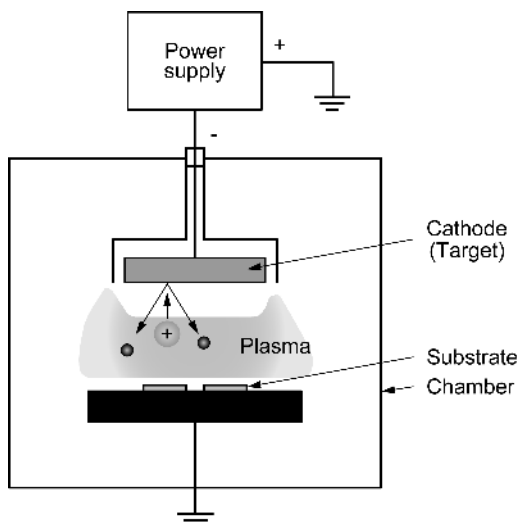 Power
supply
+
-
Cathode
(Target)
+
Plasma
Substrate
Chamber